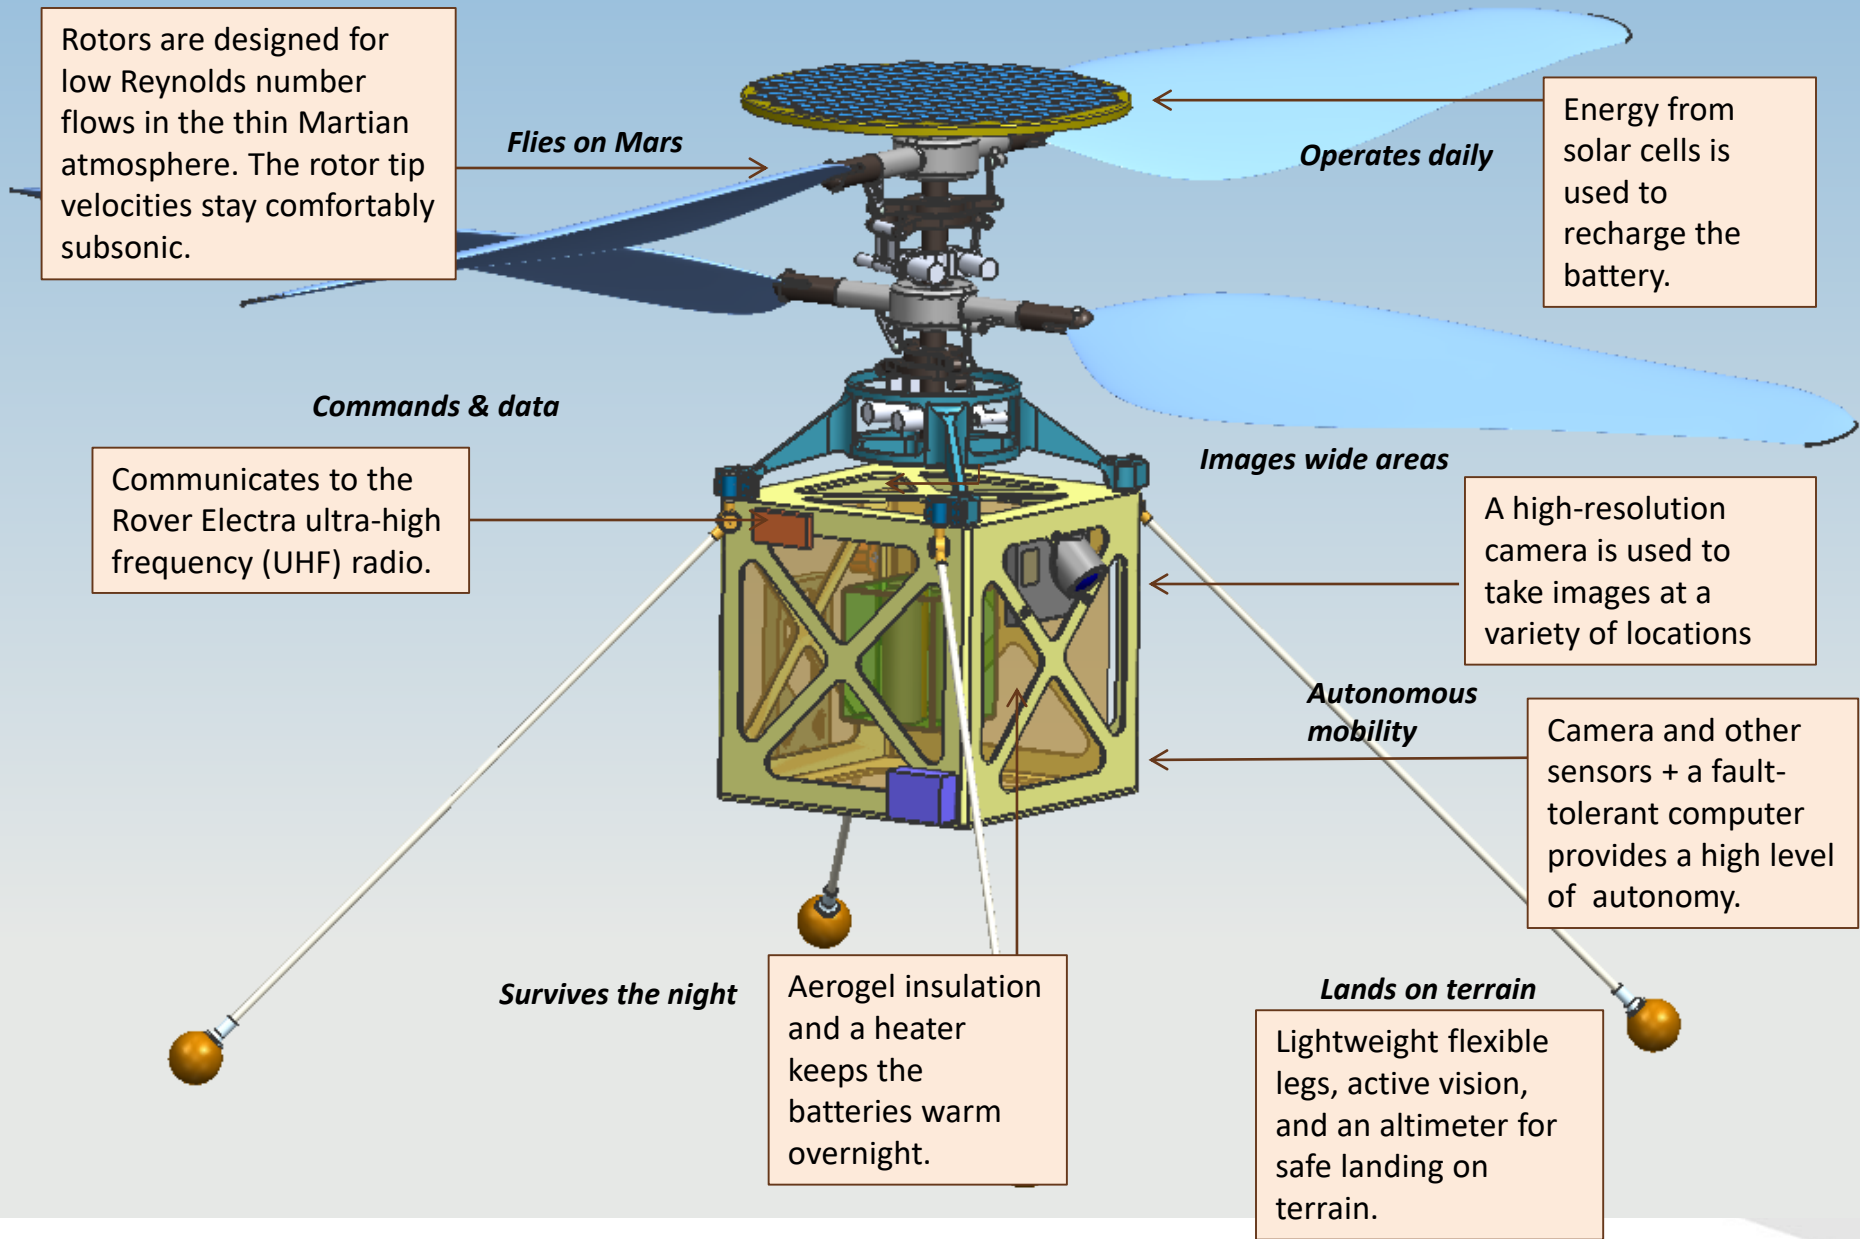 Rotors are designed for
low Reynolds number
flows in the thin Martian
atmosphere. The rotor tip
velocities stay comfortably
subsonic.
Flies on Mars
Operates daily
Energy from
solar cells is
used to
recharge the
battery.
Commands & data
Communicates to the
Rover Electra ultra-high
frequency (UHF) radio.
Images wide areas
A high-resolution
camera is used to
take images at a
variety of locations
Autonomous
mobility
Camera and other
sensors + a fault-
tolerant computer
provides a high level
of  autonomy.
Survives the night
Aerogel insulation
and a heater
keeps the
batteries warm
overnight.
Lands on terrain
Lightweight flexible
legs, active vision,
and an altimeter for
safe landing on
terrain.